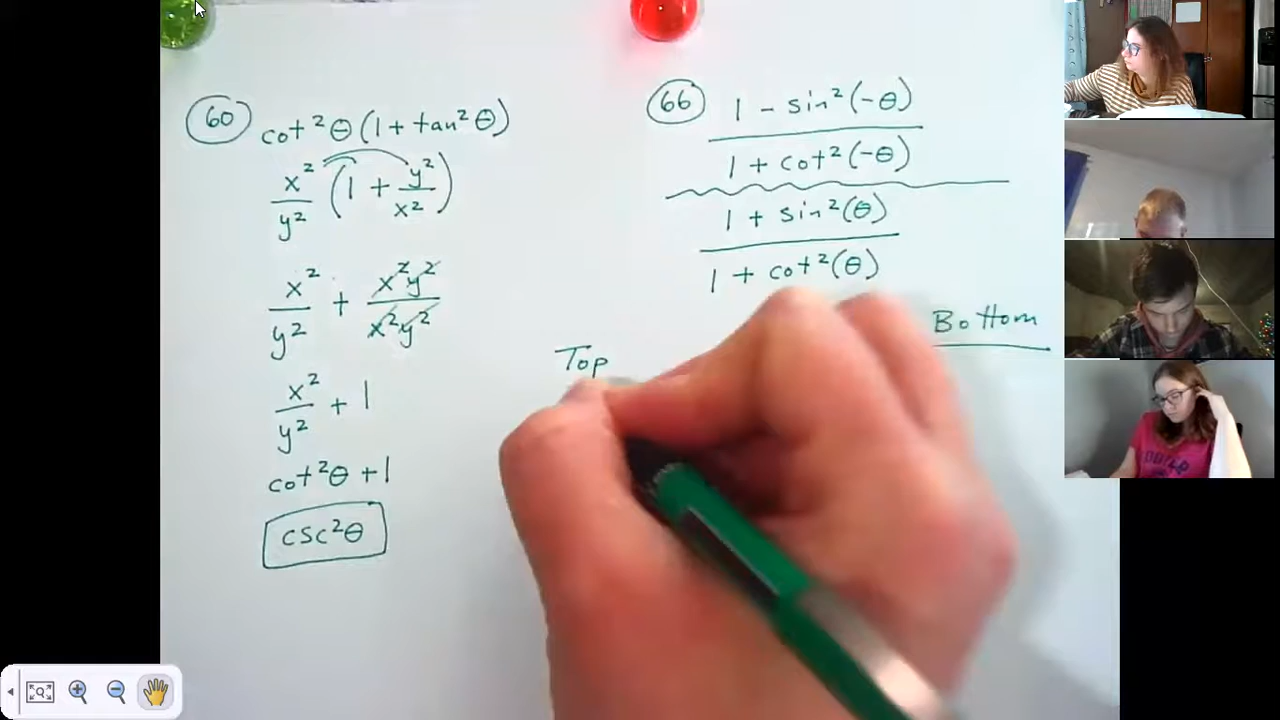 60 cot²θ(1 + tan²θ)
x²/y² (1 + y²/x²)
x²/y² + x²y²/x²y²
x²/y² + 1
cot²θ + 1
csc²θ
66 1 - sin²(-θ)
1 + cot²(-θ)
1 + sin²(θ)
1 + cot²(θ)
Top
Bottom